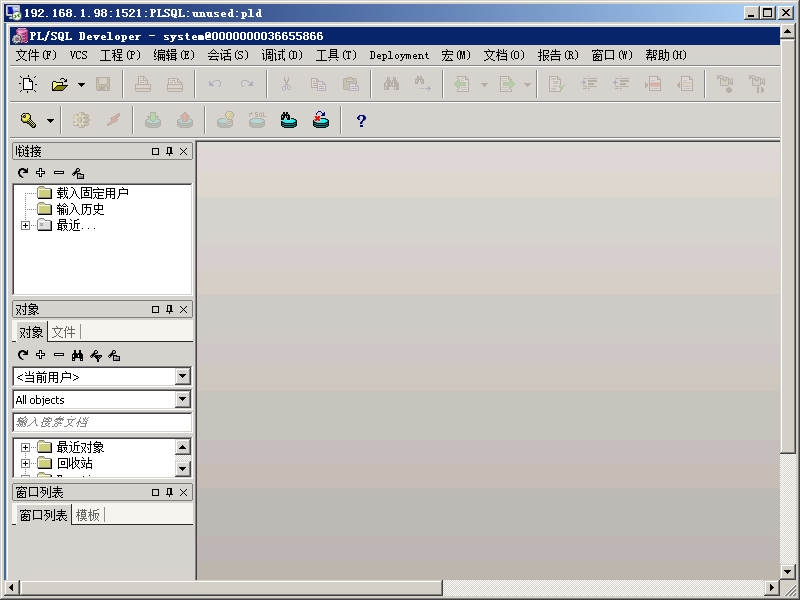 192.168.1.98:1521:PLSQL:unused:pld
PL/SQL Developer - system@0000000036655866
文件(F) VCS 工程(P) 编辑(E) 会话(S) 调试(D) 工具(T) Deployment 宏(M) 文档(O) 报告(R) 窗口(W) 帮助(H)
SQL
?
链接
载入固定用户
输入历史
最近...
对象
对象 文件
<当前用户>
All objects
输入搜索文档
最近对象
回收站
窗口列表
窗口列表 模板